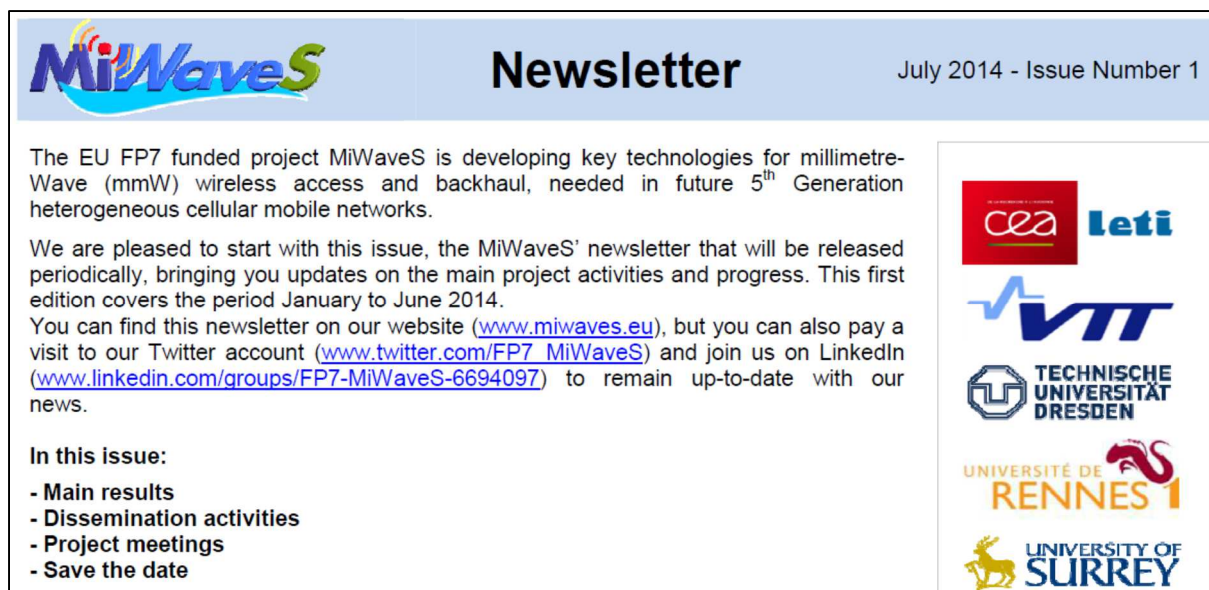 MiWaveS
Newsletter
July 2014 - Issue Number 1
The EU FP7 funded project MiWaveS is developing key technologies for millimetre-
Wave (mmW) wireless access and backhaul, needed in future 5th Generation
heterogeneous cellular mobile networks.
We are pleased to start with this issue, the MiWaveS' newsletter that will be released
periodically, bringing you updates on the main project activities and progress. This first
edition covers the period January to June 2014.
You can find this newsletter on our website (www.miwaves.eu), but you can also pay a
visit to our Twitter account (www.twitter.com/FP7_MiWaveS) and join us on LinkedIn
(www.linkedin.com/groups/FP7-MiWaveS-6694097) to remain up-to-date with our
news.
In this issue:
- Main results
- Dissemination activities
- Project meetings
- Save the date
cea leti
VTT
TECHNISCHE
UNIVERSITÄT
DRESDEN
UNIVERSITÉ DE
RENNES 1
UNIVERSITY OF
SURREY